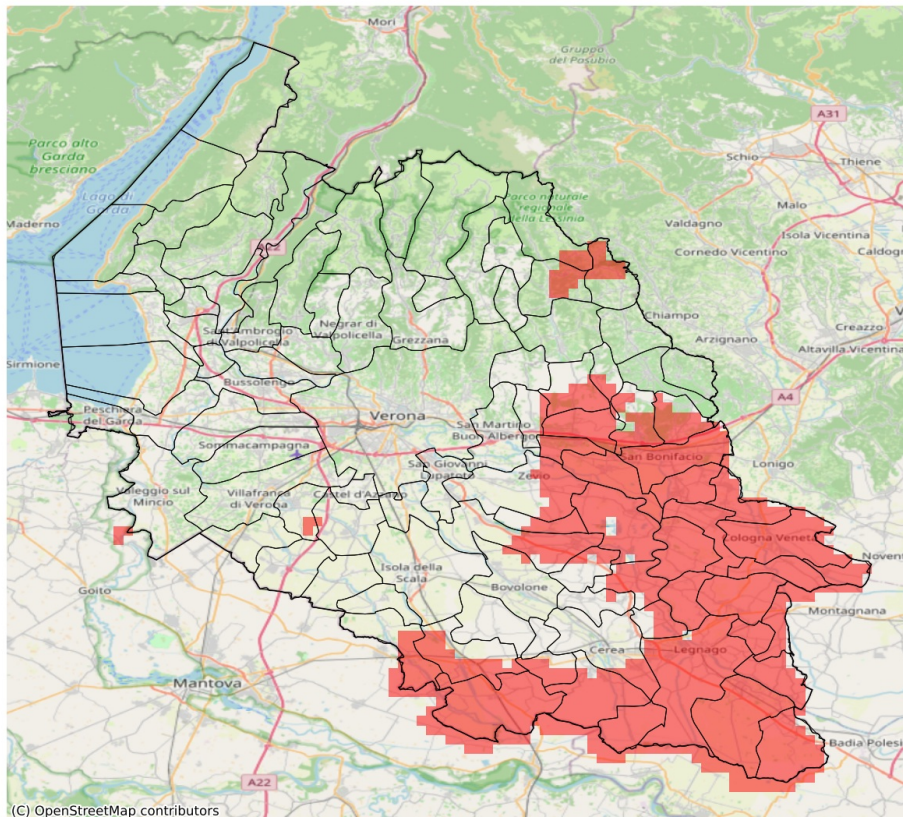 Mori
Gruppo
del Pasubio
A31
Parco alto
Garda
bresciano
Schio
Thiene
Lago di
Garda
Malo
Maderno
Parco naturale
regionale
della Lessinia
Valdagno
Isola Vicentina
A22
Cornedo Vicentino
Caldogno
Chiampo
Sant'Ambrogio
di Valpolicella
Negrar di
Valpolicella
Grezzana
Arzignano
Creazzo
Altavilla Vicentina
Sirmione
Bussolengo
A4
Peschiera
del Garda
Verona
San Martino
Buon Albergo
Sommacampagna
San Bonifacio
Lonigo
San Giovanni
Lupatoto
Zevio
Valeggio sul
Mincio
Villafranca
di Verona
Castel d'Azzano
Cologna Veneta
Novent
Isola della
Scala
Goito
Bovolone
Montagnana
Cerea
Legnago
Mantova
Badia Polesi
A22
(C) OpenStreetMap contributors